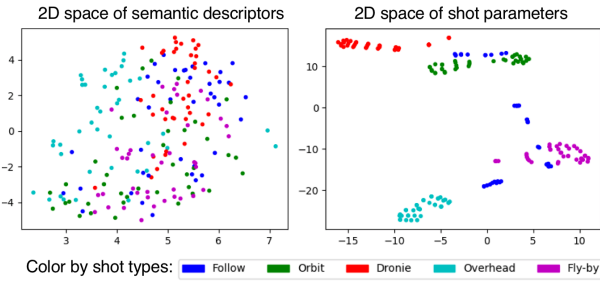 2D space of semantic descriptors
2D space of shot parameters
4
2
0
−2
−4
3
4
5
6
7
10
0
−10
−20
−15
−10
−5
0
5
10
Color by shot types:
Follow
Orbit
Dronie
Overhead
Fly-by